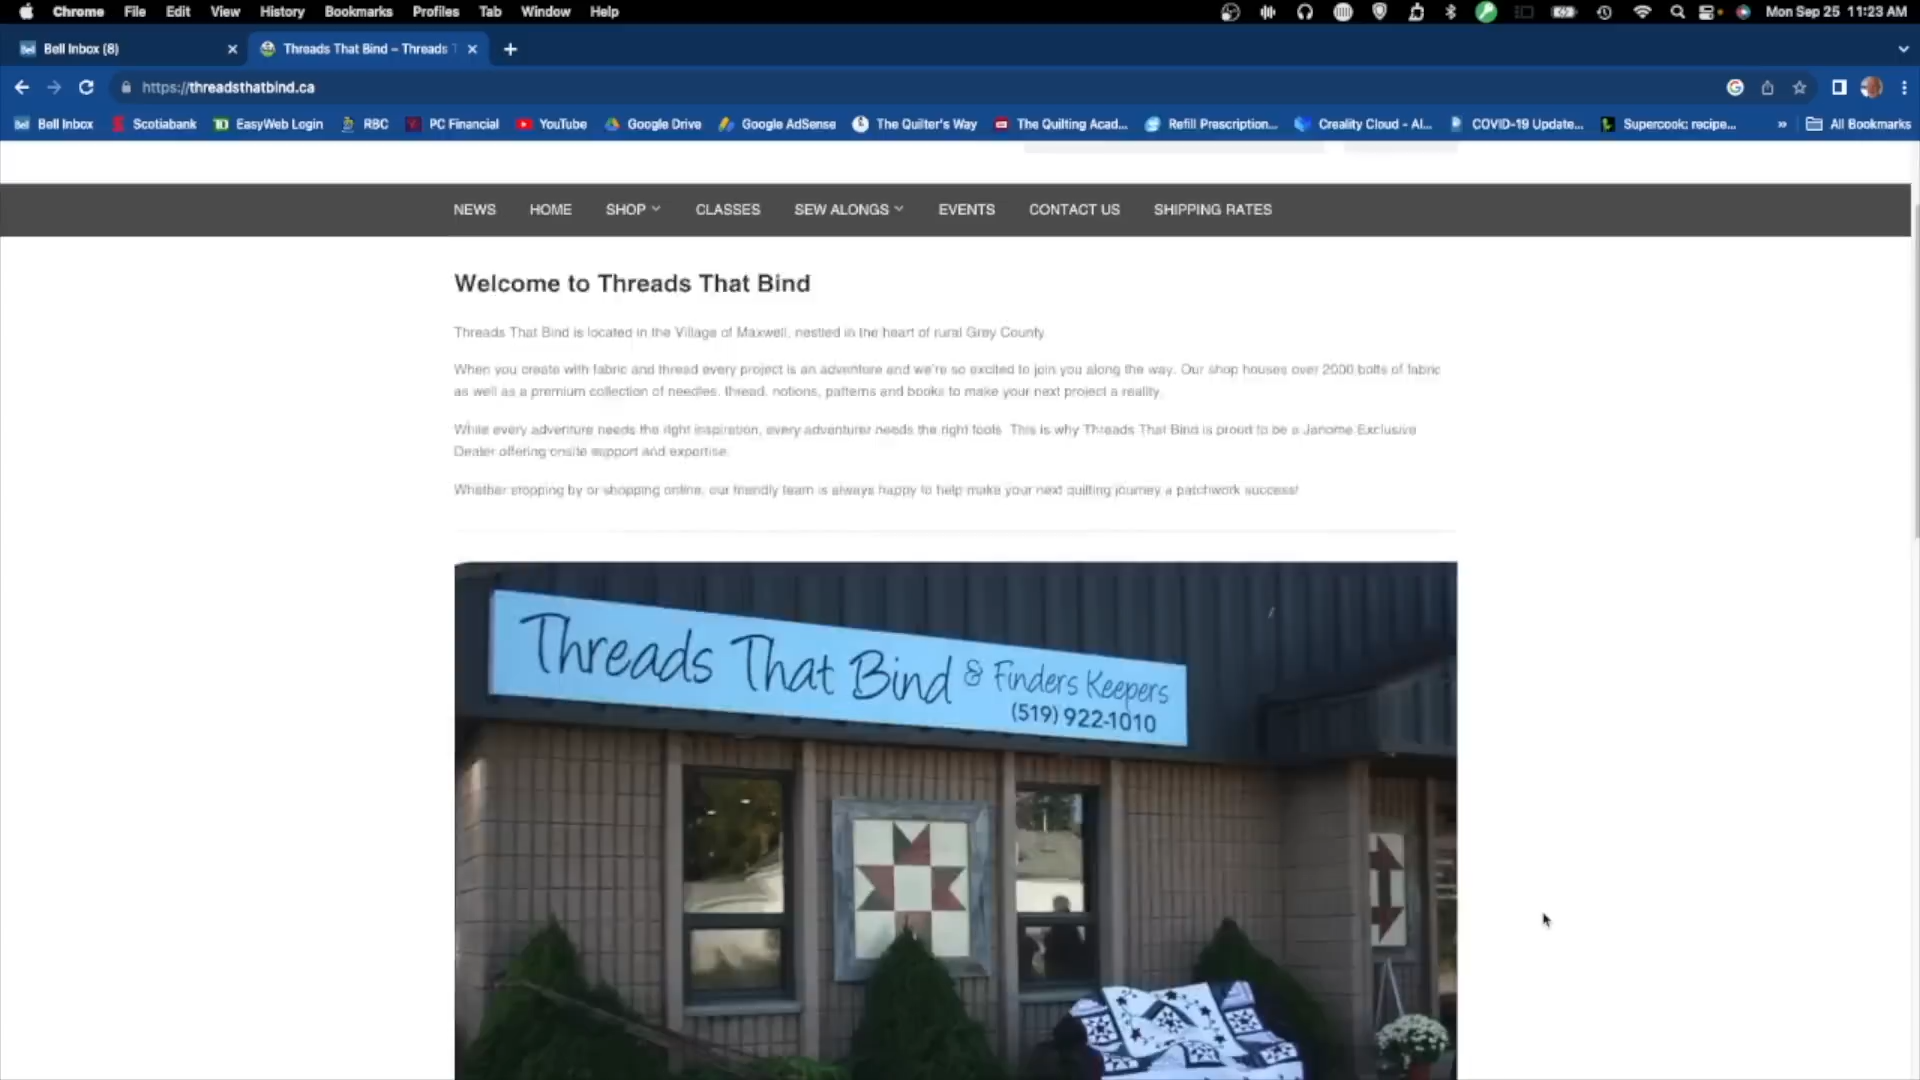 Chrome File Edit View History Bookmarks Profiles Tab Window Help Mon Sep 25 11:23 AM
Bell Inbox (8) Threads That Bind – Threads T
https://threadsthatbind.ca
Bell Inbox Scotiabank EasyWeb Login RBC PC Financial YouTube Google Drive Google AdSense The Quilter's Way The Quilting Acad... Refill Prescription... Creality Cloud - Al... COVID-19 Update... Supercook: recipe... » All Bookmarks
NEWS HOME SHOP CLASSES SEW ALONGS EVENTS CONTACT US SHIPPING RATES
Welcome to Threads That Bind
Threads That Bind is located in the Village of Maxwell, nestled in the heart of rural Grey County.
When you create with fabric and thread every project is an adventure and we're so excited to join you along the way. Our shop houses over 2000 bolts of fabric
as well as a premium collection of needles, thread, notions, patterns and books to make your next project a reality.
While every adventure needs the right inspiration, every adventurer needs the right tools. This is why Threads That Bind is proud to be a Janome Exclusive
Dealer offering onsite support and expertise.
Whether stopping by or shopping online, our friendly team is always happy to help make your next quilting journey a patchwork success!
Threads That Bind & Finders Keepers
(519) 922-1010